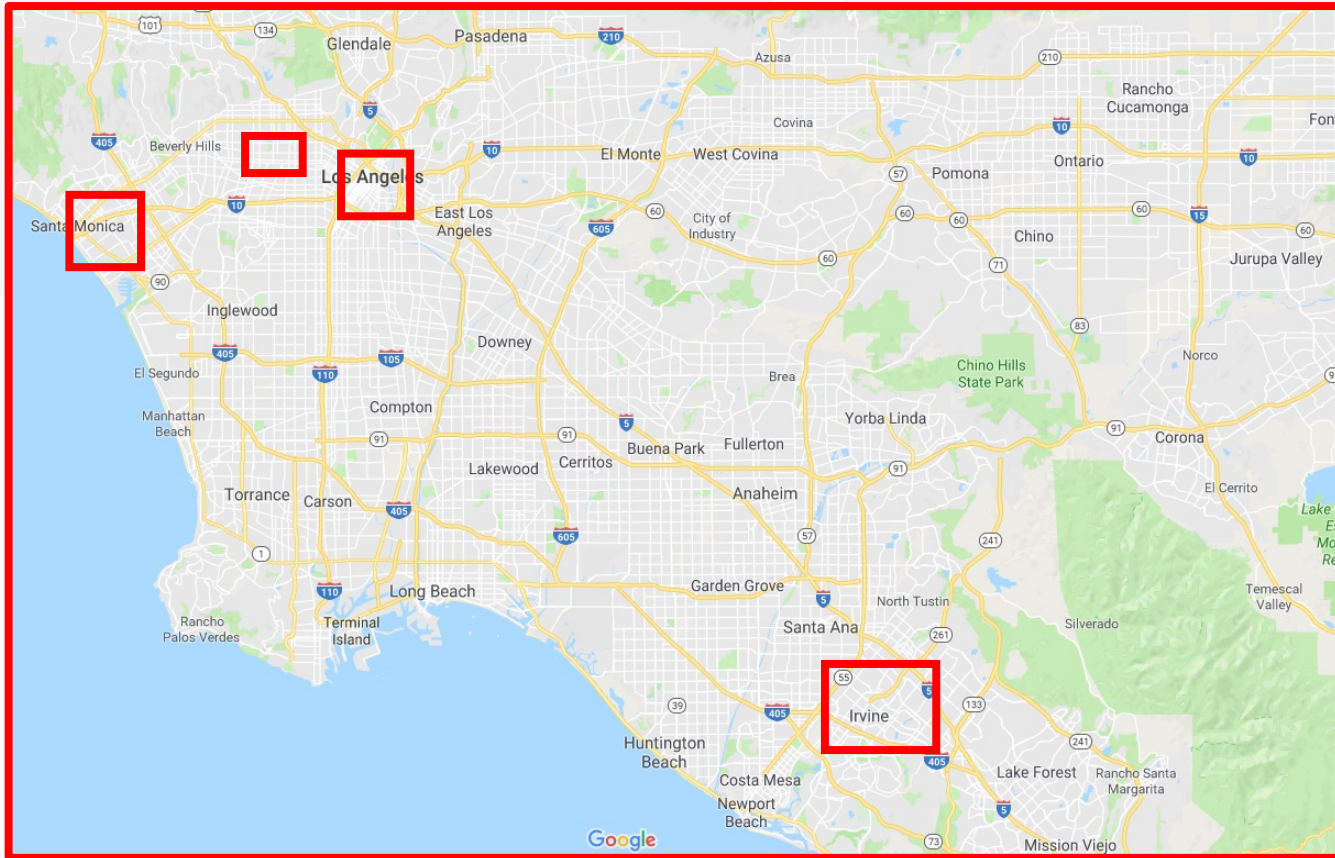 101
134
Glendale
Pasadena
210
Azusa
210
Rancho
Cucamonga
5
405
Beverly Hills
Covina
10
Fon
10
El Monte
West Covina
10
Ontario
10
Los Angeles
57
Pomona
Santa Monica
10
East Los
Angeles
60
City of
Industry
60
60
60
15
60
605
Chino
60
71
Jurupa Valley
90
Inglewood
83
405
105
Downey
Norco
El Segundo
110
Brea
Chino Hills
State Park
9
Manhattan
Beach
Compton
5
Yorba Linda
91
91
Buena Park
Fullerton
91
Corona
Lakewood
Cerritos
91
Torrance
Carson
405
Anaheim
El Cerrito
Lake
605
57
241
1
110
Long Beach
Garden Grove
5
North Tustin
Temescal
Valley
Rancho
Palos Verdes
Terminal
Island
Santa Ana
261
Silverado
55
5
39
405
Irvine
133
Huntington
Beach
405
241
Costa Mesa
Lake Forest
Rancho Santa
Margarita
Newport
Beach
5
Google
73
Mission Viejo